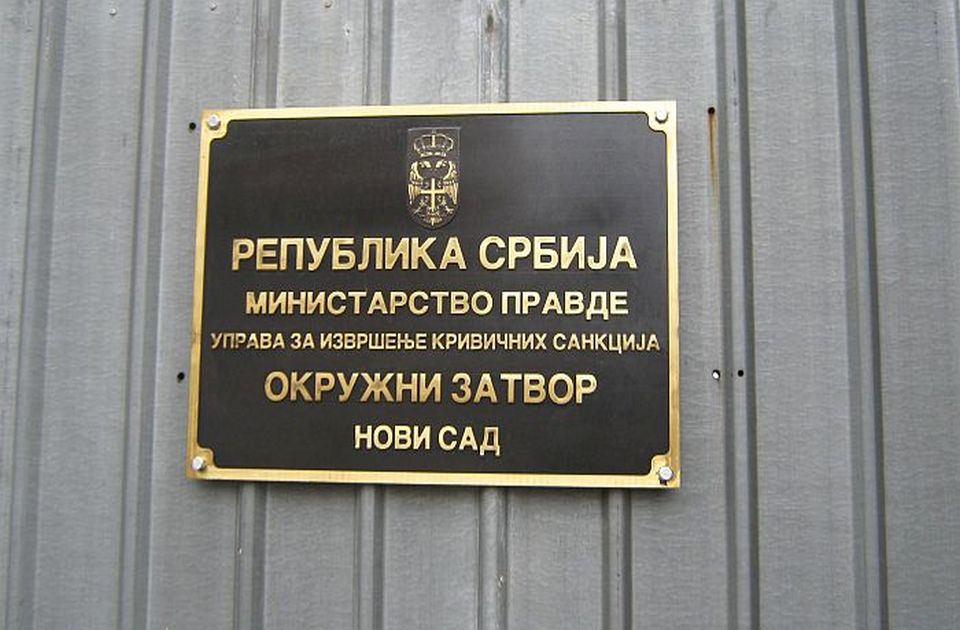 РЕПУБЛИКА СРБИЈА
МИНИСТАРСТВО ПРАВДЕ
УПРАВА ЗА ИЗВРШЕЊЕ КРИВИЧНИХ САНКЦИЈА
ОКРУЖНИ ЗАТВОР
НОВИ САД